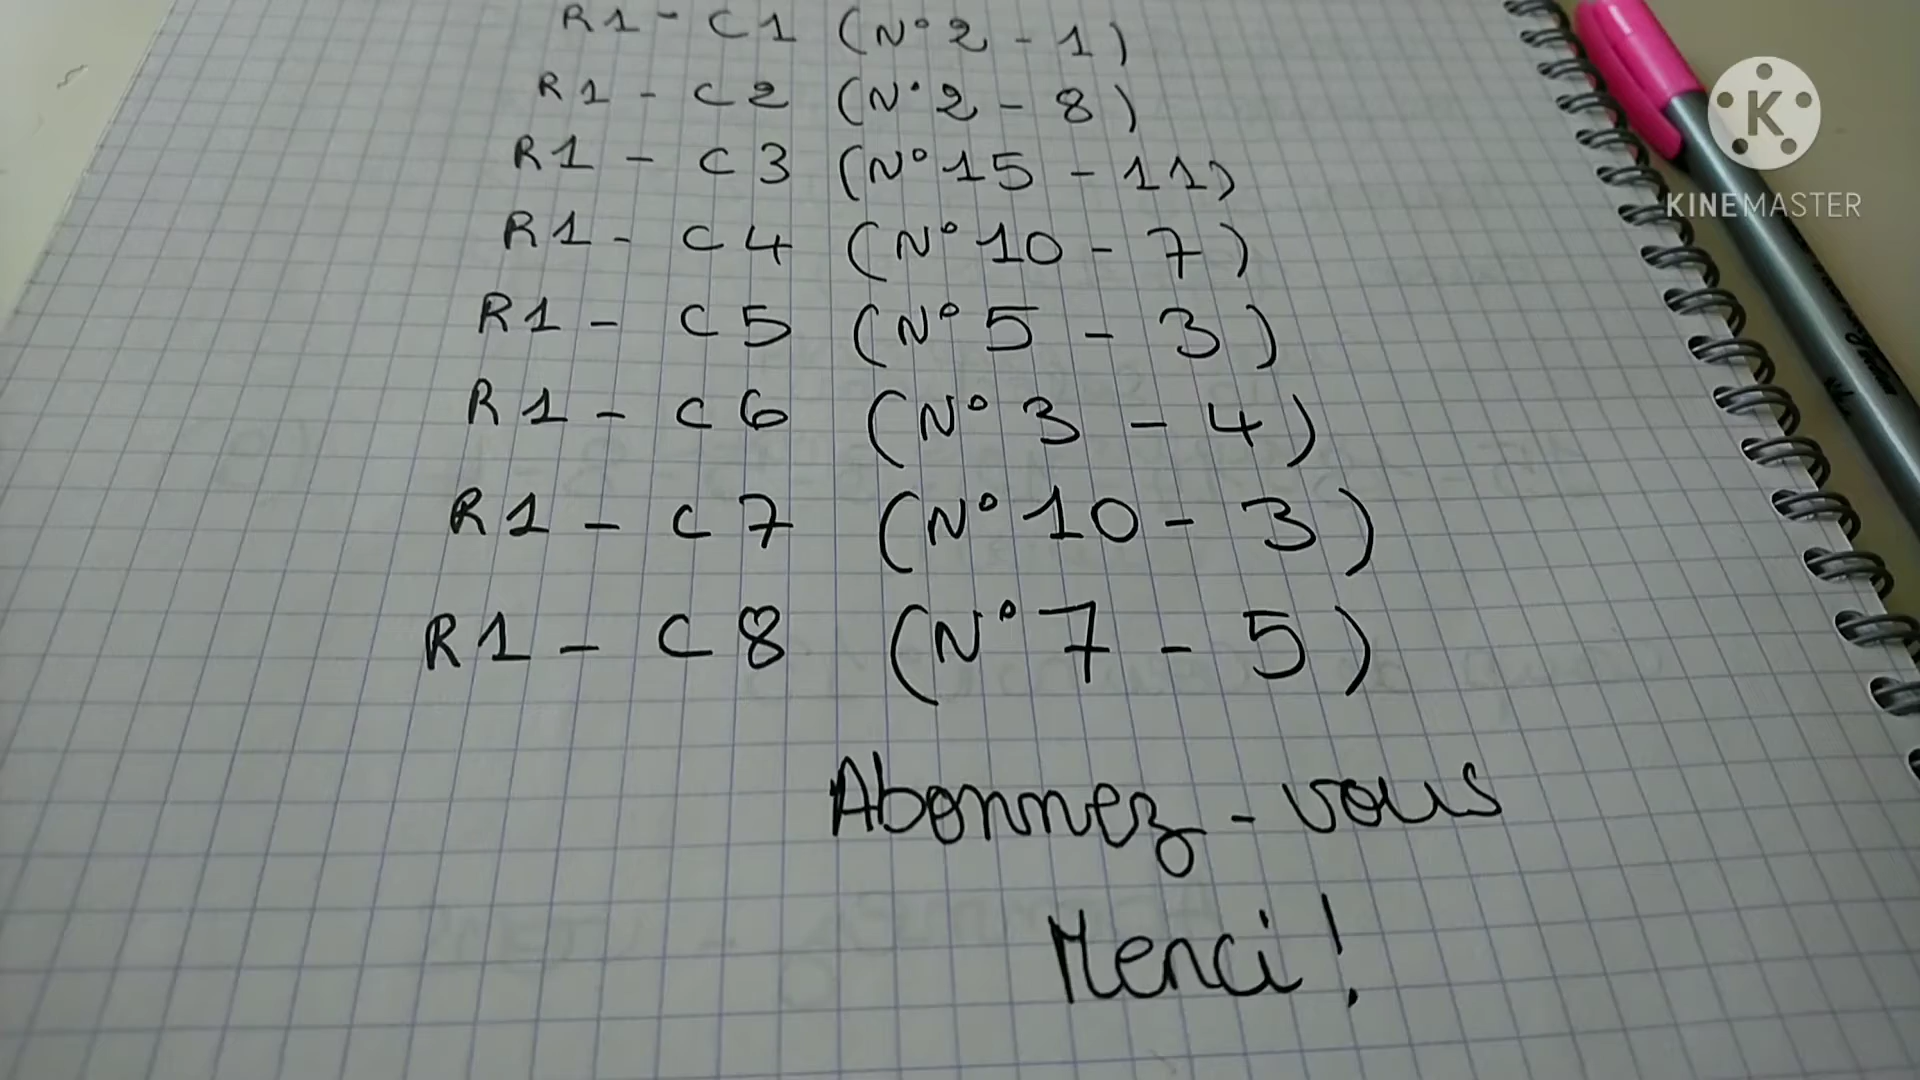 R1 - C1 (N° 2 - 1)
R1 - C2 (N° 2 - 8)
R1 - C3 (N° 15 - 11)
R1 - C4 (N° 10 - 7)
R1 - C5 (N° 5 - 3)
R1 - C6 (N° 3 - 4)
R1 - C7 (N° 10 - 3)
R1 - C8 (N° 7 - 5)
Abonnez-vous
Merci !
K
KINEMASTER